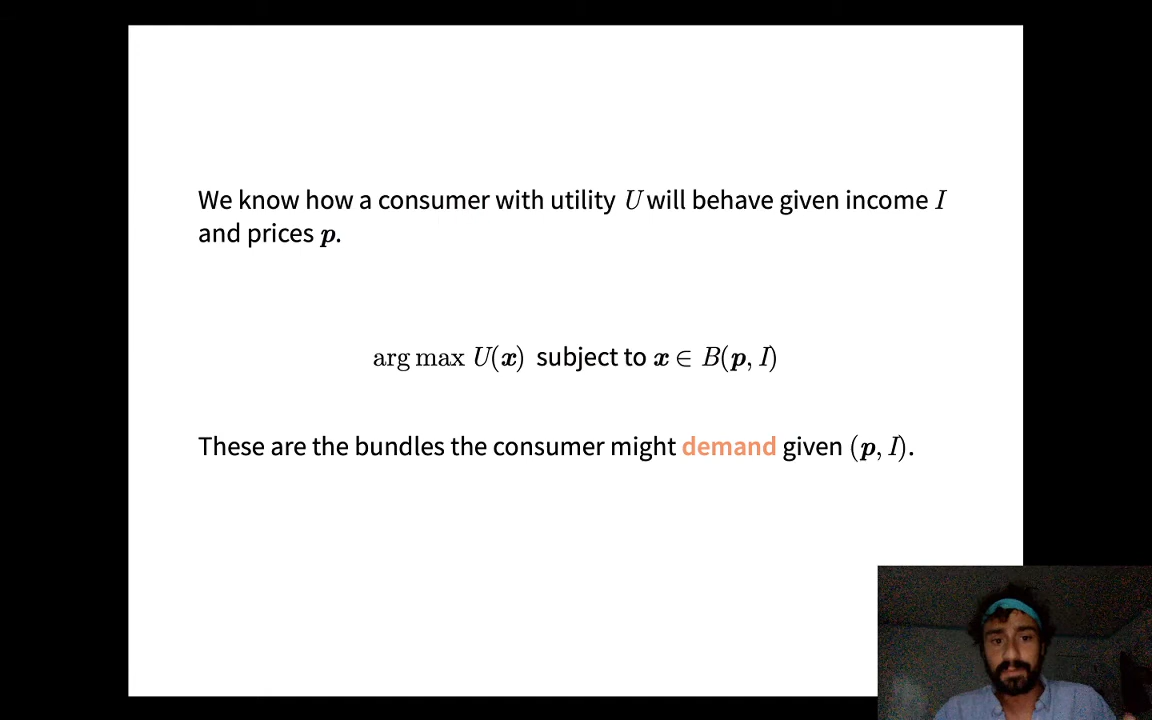 We know how a consumer with utility U will behave given income I
and prices p.
arg max U(x) subject to x ∈ B(p, I)
These are the bundles the consumer might demand given (p, I).